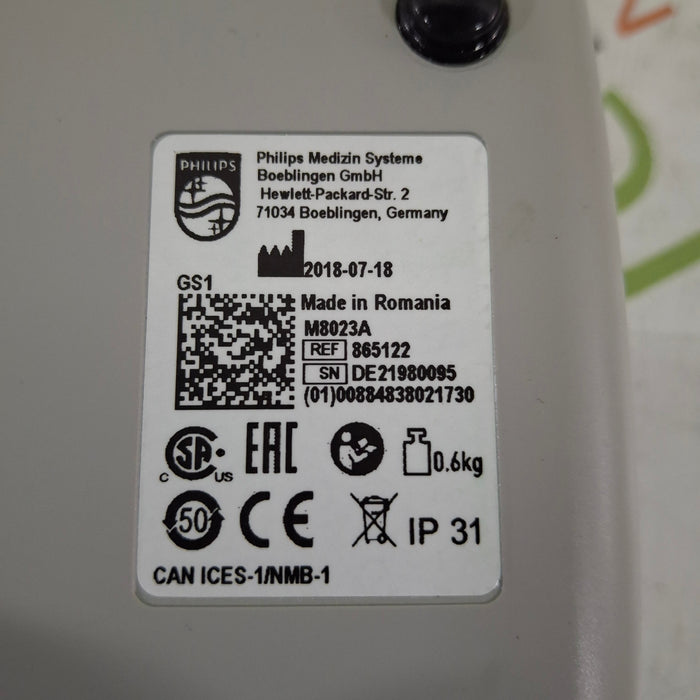 PHILIPS
Philips Medizin Systeme
Boeblingen GmbH
Hewlett-Packard-Str. 2
71034 Boeblingen, Germany
2018-07-18
GS1
Made in Romania
M8023A
REF 865122
SN DE21980095
(01)00884838021730
C SA US
EAC
0.6kg
50
CE
IP 31
CAN ICES-1/NMB-1